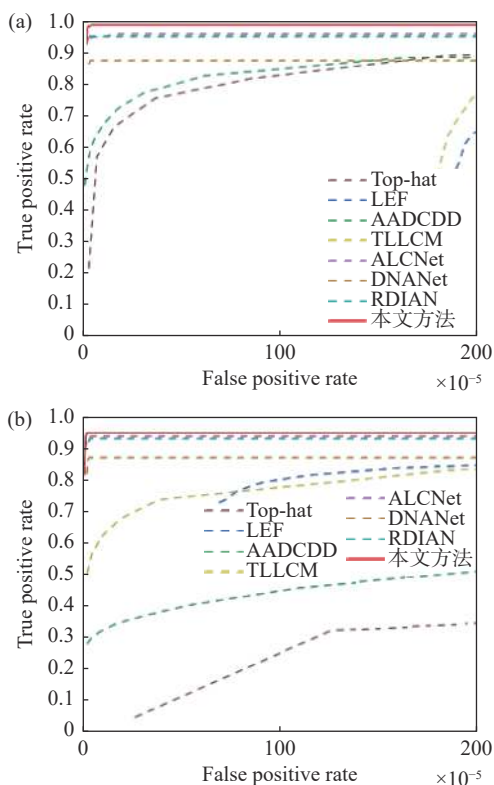 (a)
1.0
0.9
0.8
0.7
0.6
0.5
0.4
0.3
0.2
0.1
0
True positive rate
Top-hat
LEF
AADCDD
TLLCM
ALCNet
DNANet
RDIAN
本文方法
0
100
200
False positive rate
×10⁻⁵
(b)
1.0
0.9
0.8
0.7
0.6
0.5
0.4
0.3
0.2
0.1
0
True positive rate
Top-hat
LEF
AADCDD
TLLCM
ALCNet
DNANet
RDIAN
本文方法
0
100
200
False positive rate
×10⁻⁵